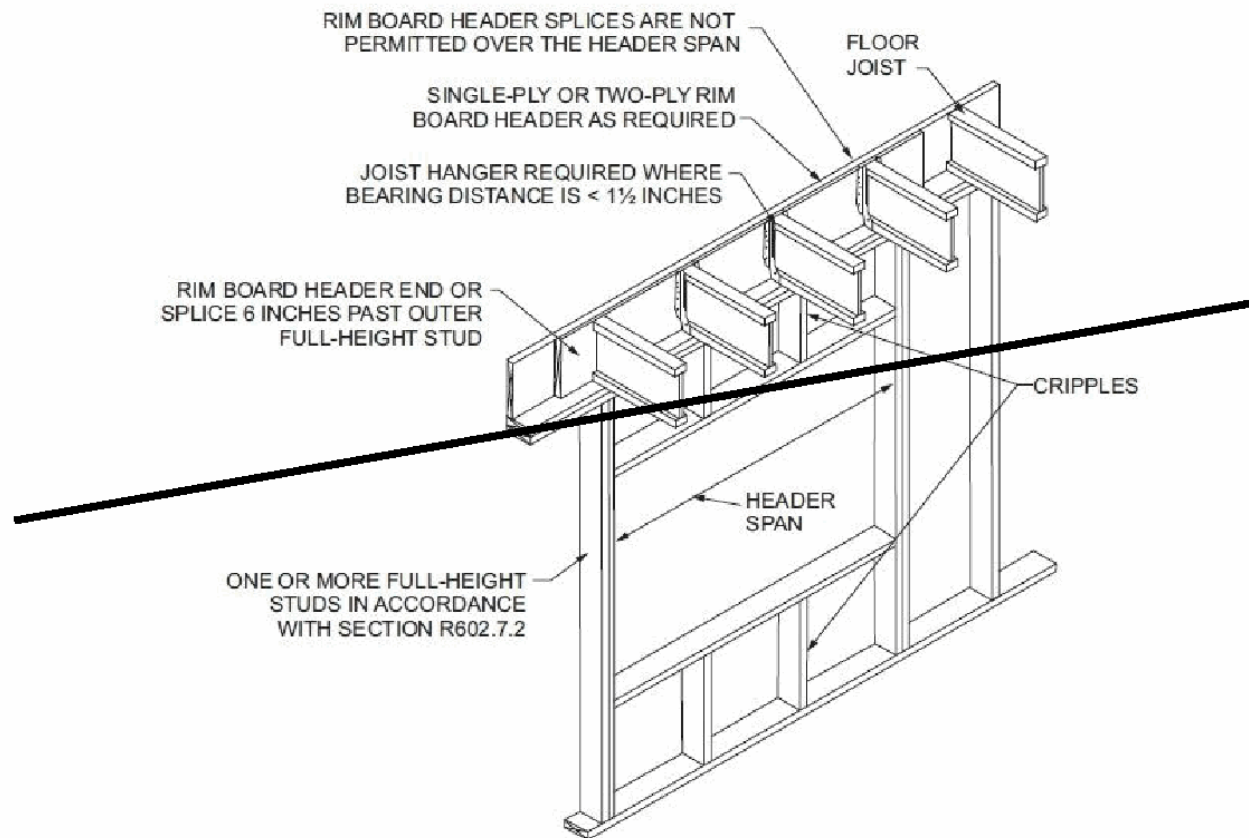 RIM BOARD HEADER SPLICES ARE NOT
PERMITTED OVER THE HEADER SPAN
FLOOR
JOIST
SINGLE-PLY OR TWO-PLY RIM
BOARD HEADER AS REQUIRED
JOIST HANGER REQUIRED WHERE
BEARING DISTANCE IS < 1½ INCHES
RIM BOARD HEADER END OR
SPLICE 6 INCHES PAST OUTER
FULL-HEIGHT STUD
CRIPPLES
HEADER
SPAN
ONE OR MORE FULL-HEIGHT
STUDS IN ACCORDANCE
WITH SECTION R602.7.2